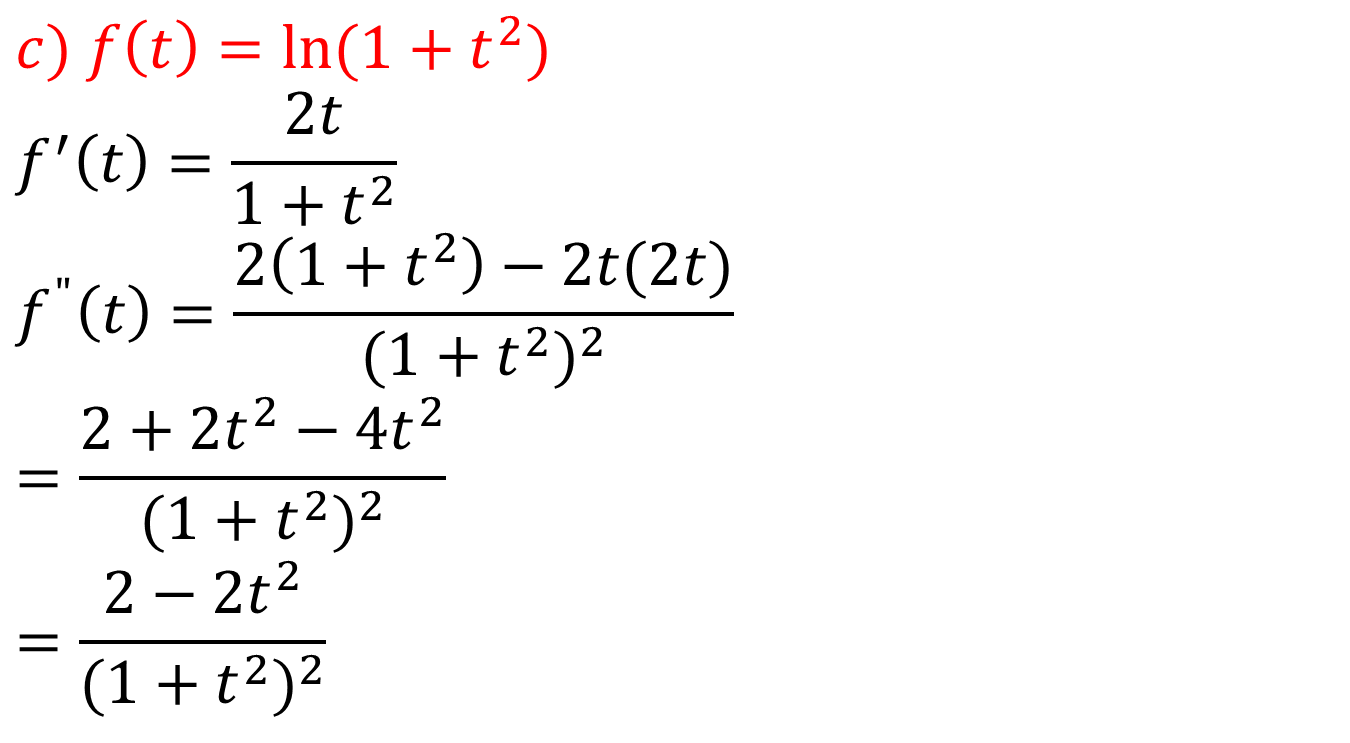 c) f(t) = ln(1 + t²)
f′(t) = 2t / (1 + t²)
f"(t) = (2(1 + t²) − 2t(2t)) / (1 + t²)²
= (2 + 2t² − 4t²) / (1 + t²)²
= (2 − 2t²) / (1 + t²)²